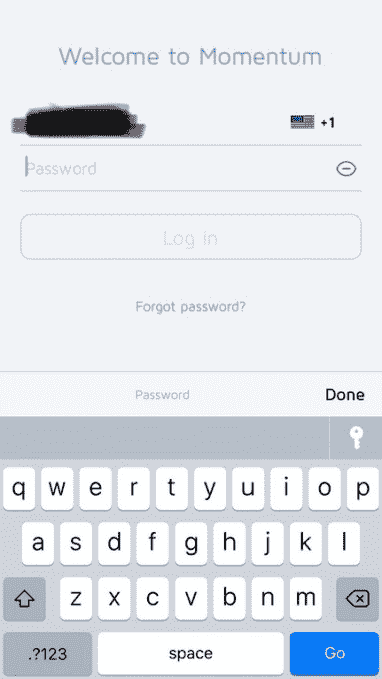 Welcome to Momentum
+1
Password
Log in
Forgot password?
Password Done
q w e r t y u i o p
a s d f g h j k l
z x c v b n m
.?123 space Go